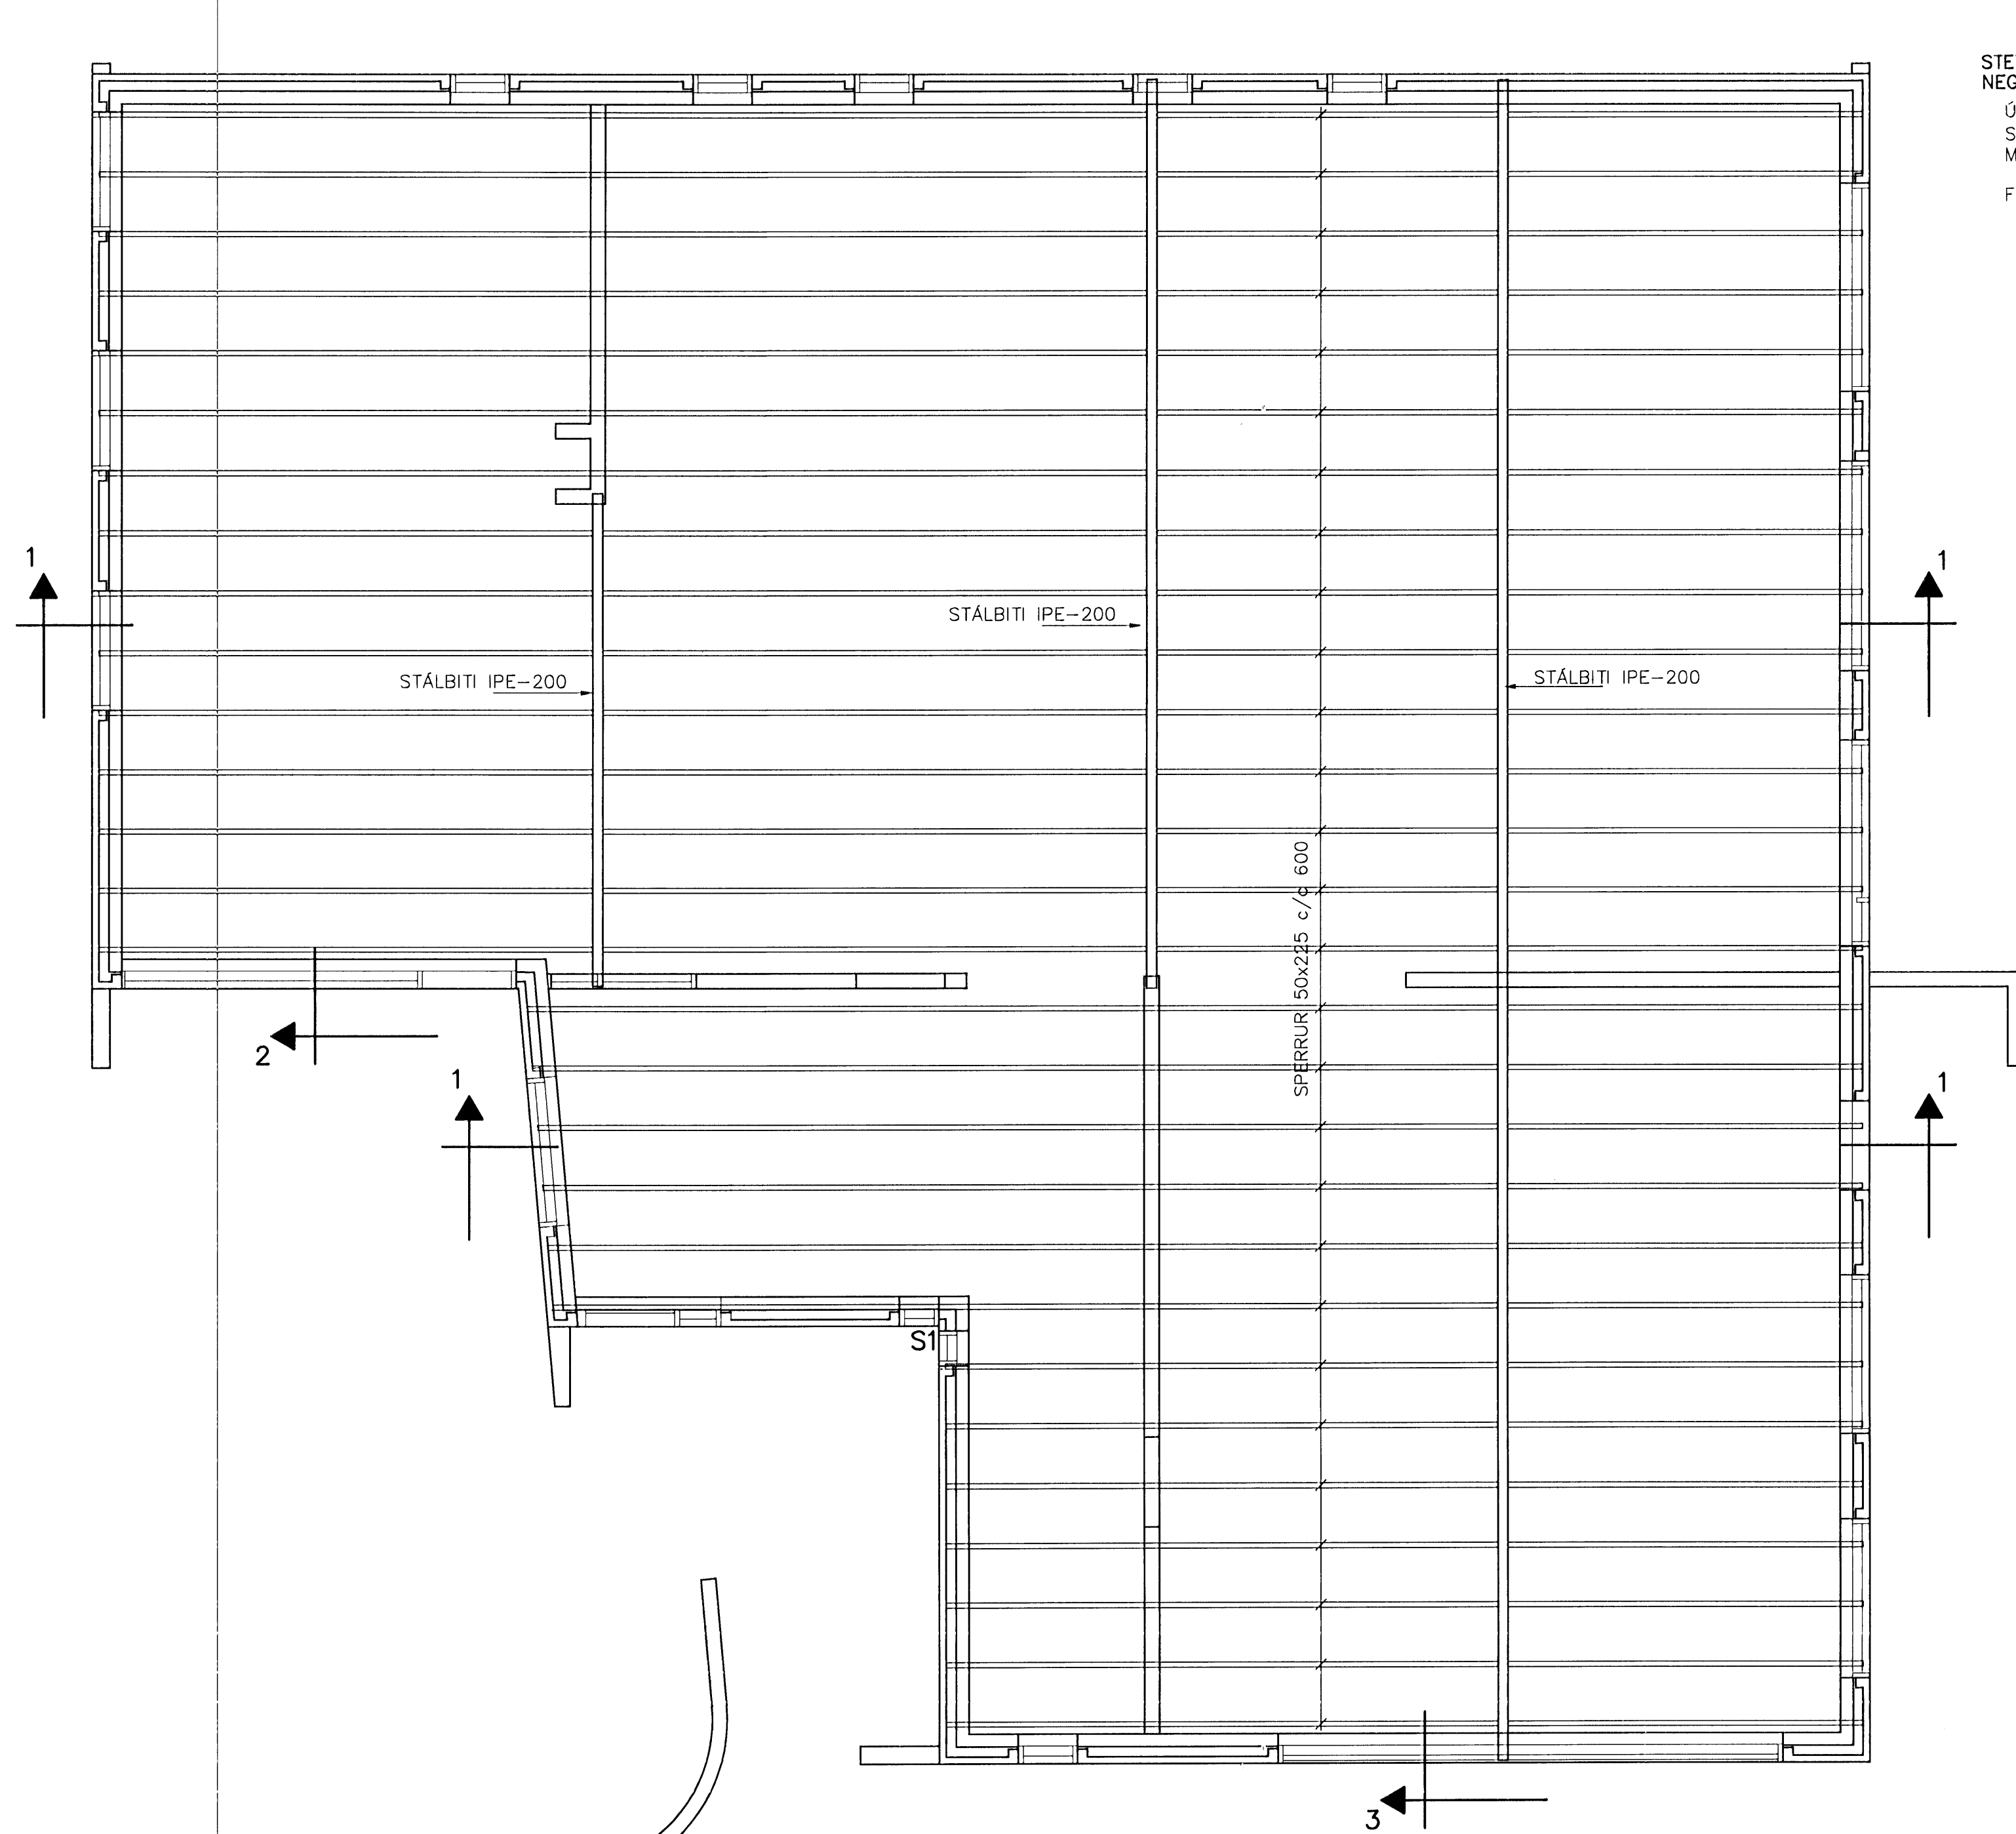 STE
NEG
Ú
S
M
F
1
1
STÁLBITI IPE-200
STÁLBITI IPE-200
STÁLBITI IPE-200
SPERRUR 50x225 c/c 600
2
1
1
S1
3